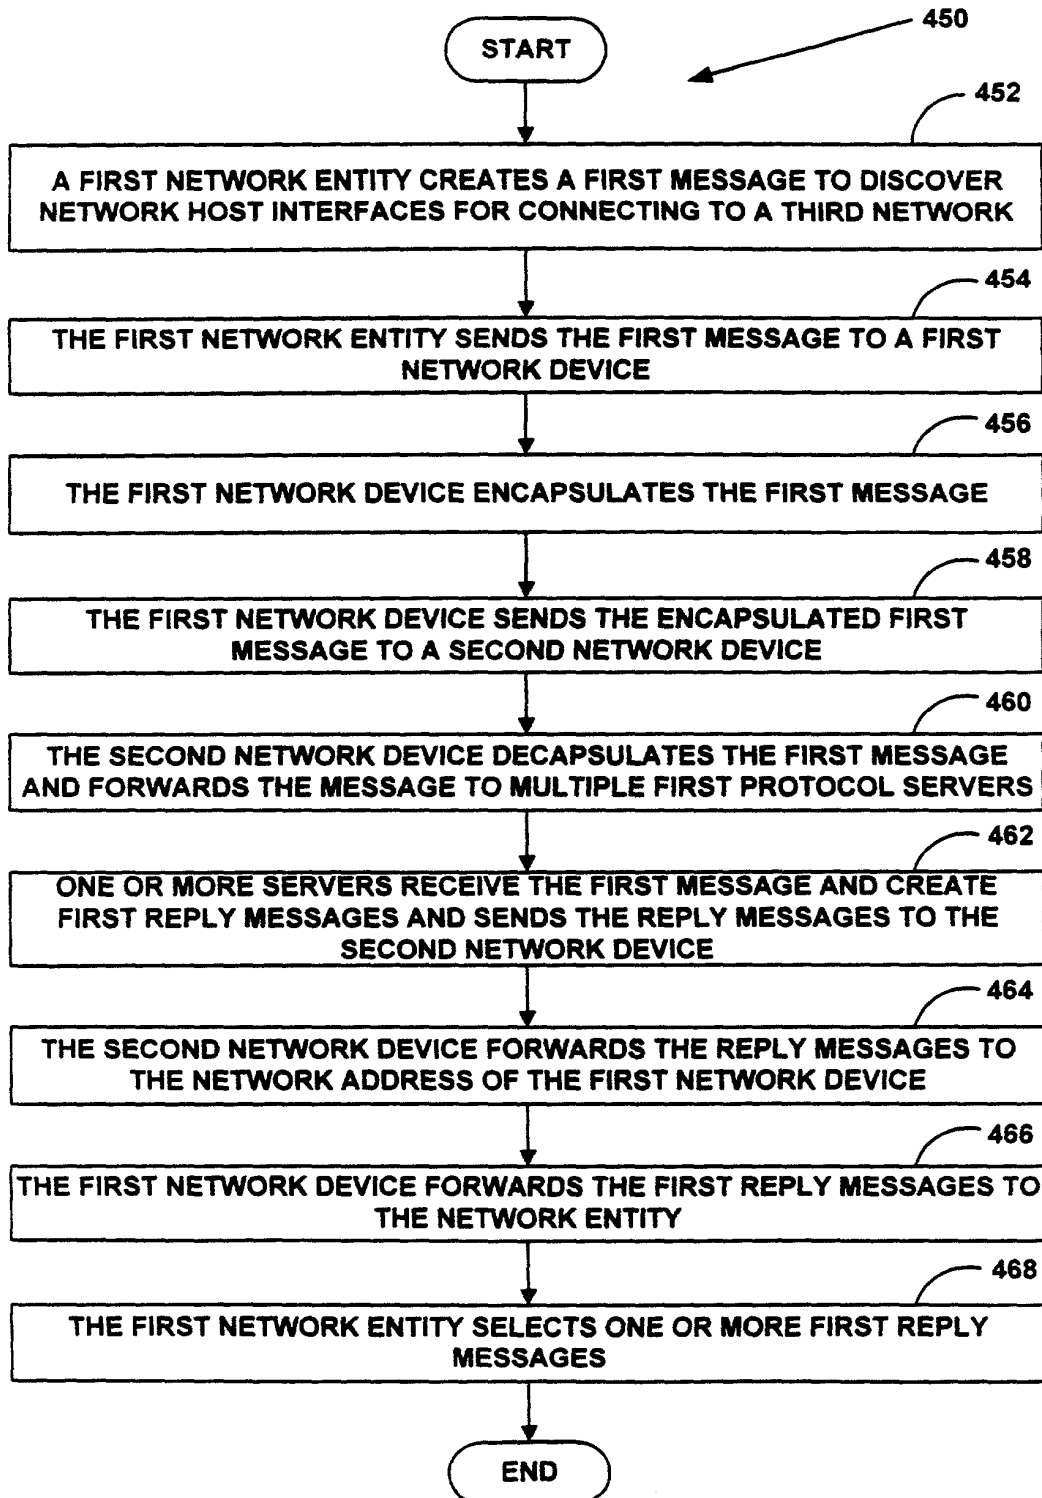 START
450
452
A FIRST NETWORK ENTITY CREATES A FIRST MESSAGE TO DISCOVER
NETWORK HOST INTERFACES FOR CONNECTING TO A THIRD NETWORK
454
THE FIRST NETWORK ENTITY SENDS THE FIRST MESSAGE TO A FIRST
NETWORK DEVICE
456
THE FIRST NETWORK DEVICE ENCAPSULATES THE FIRST MESSAGE
458
THE FIRST NETWORK DEVICE SENDS THE ENCAPSULATED FIRST
MESSAGE TO A SECOND NETWORK DEVICE
460
THE SECOND NETWORK DEVICE DECAPSULATES THE FIRST MESSAGE
AND FORWARDS THE MESSAGE TO MULTIPLE FIRST PROTOCOL SERVERS
462
ONE OR MORE SERVERS RECEIVE THE FIRST MESSAGE AND CREATE
FIRST REPLY MESSAGES AND SENDS THE REPLY MESSAGES TO THE
SECOND NETWORK DEVICE
464
THE SECOND NETWORK DEVICE FORWARDS THE REPLY MESSAGES TO
THE NETWORK ADDRESS OF THE FIRST NETWORK DEVICE
466
THE FIRST NETWORK DEVICE FORWARDS THE FIRST REPLY MESSAGES TO
THE NETWORK ENTITY
468
THE FIRST NETWORK ENTITY SELECTS ONE OR MORE FIRST REPLY
MESSAGES
END